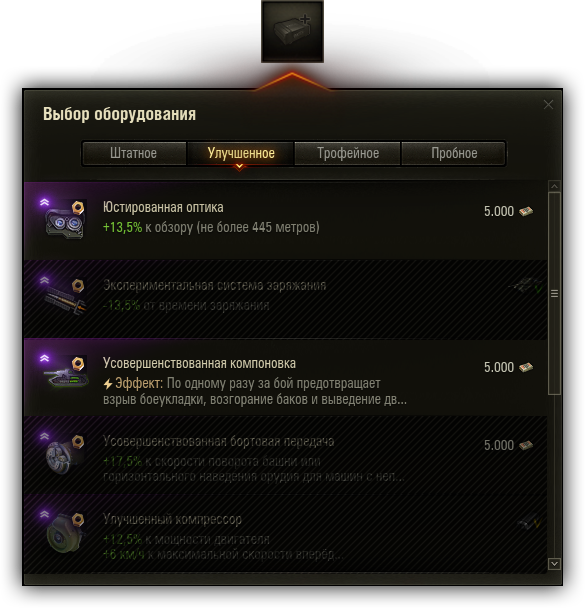 Выбор оборудования
Штатное
Улучшенное
Трофейное
Пробное
Юстированная оптика
+13,5% к обзору (не более 445 метров)
5.000
Экспериментальная система заряжания
-13,5% от времени заряжания
Усовершенствованная компоновка
Эффект: По одному разу за бой предотвращает
взрыв боеукладки, возгорание баков и выведение дв...
5.000
Усовершенствованная бортовая передача
+17,5% к скорости поворота башни или
горизонтального наведения орудия для машин с неп...
5.000
Улучшенный компрессор
+12,5% к мощности двигателя
+6 км/ч к максимальной скорости вперёд...